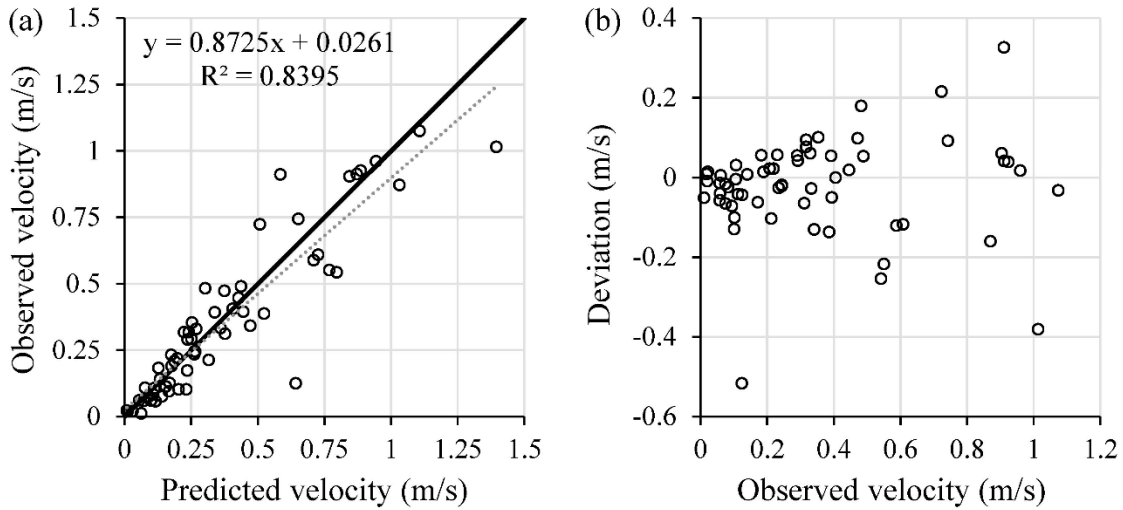 (a)
y = 0.8725x + 0.0261
R² = 0.8395
Observed velocity (m/s)
1.5
1.25
1
0.75
0.5
0.25
0
0 0.25 0.5 0.75 1 1.25 1.5
Predicted velocity (m/s)
(b)
Deviation (m/s)
0.4
0.2
0
-0.2
-0.4
-0.6
0 0.2 0.4 0.6 0.8 1 1.2
Observed velocity (m/s)